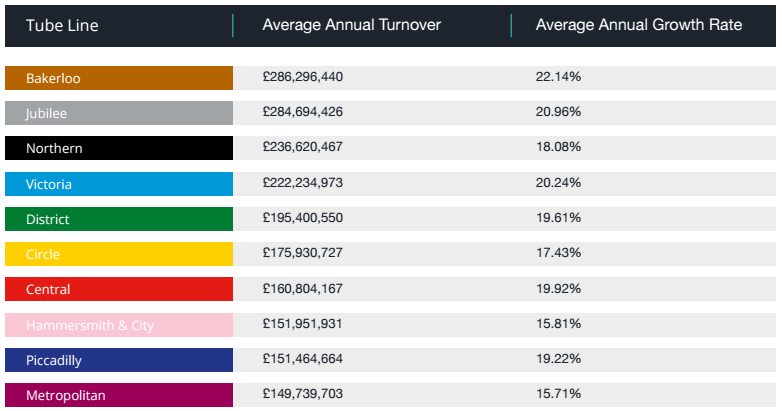 Tube Line Average Annual Turnover Average Annual Growth Rate
Bakerloo £286,296,440 22.14%
Jubilee £284,694,426 20.96%
Northern £236,620,467 18.08%
Victoria £222,234,973 20.24%
District £195,400,550 19.61%
Circle £175,930,727 17.43%
Central £160,804,167 19.92%
Hammersmith & City £151,951,931 15.81%
Piccadilly £151,464,664 19.22%
Metropolitan £149,739,703 15.71%